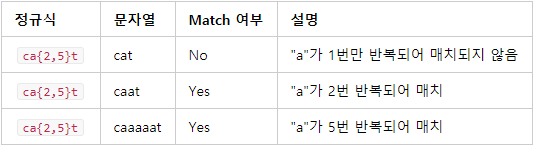 정규식 문자열 Match 여부 설명
ca{2,5}t cat No "a"가 1번만 반복되어 매치되지 않음
ca{2,5}t caat Yes "a"가 2번 반복되어 매치
ca{2,5}t caaaaat Yes "a"가 5번 반복되어 매치